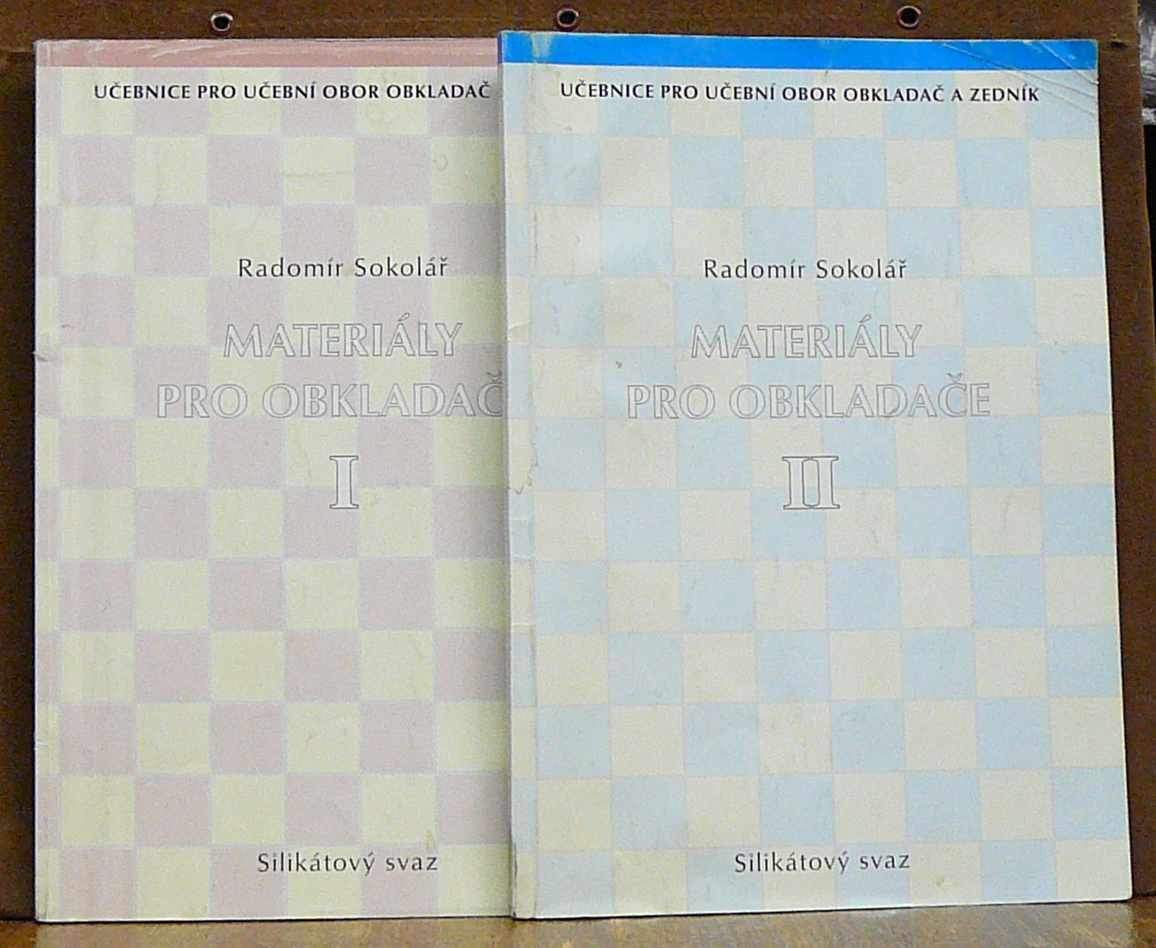 UČEBNICE PRO UČEBNÍ OBOR OBKLADAČ
Radomír Sokolář
MATERIÁLY
PRO OBKLADAČ
I
Silikátový svaz
UČEBNICE PRO UČEBNÍ OBOR OBKLADAČ A ZEDNÍK
Radomír Sokolář
MATERIÁLY
PRO OBKLADAČE
II
Silikátový svaz